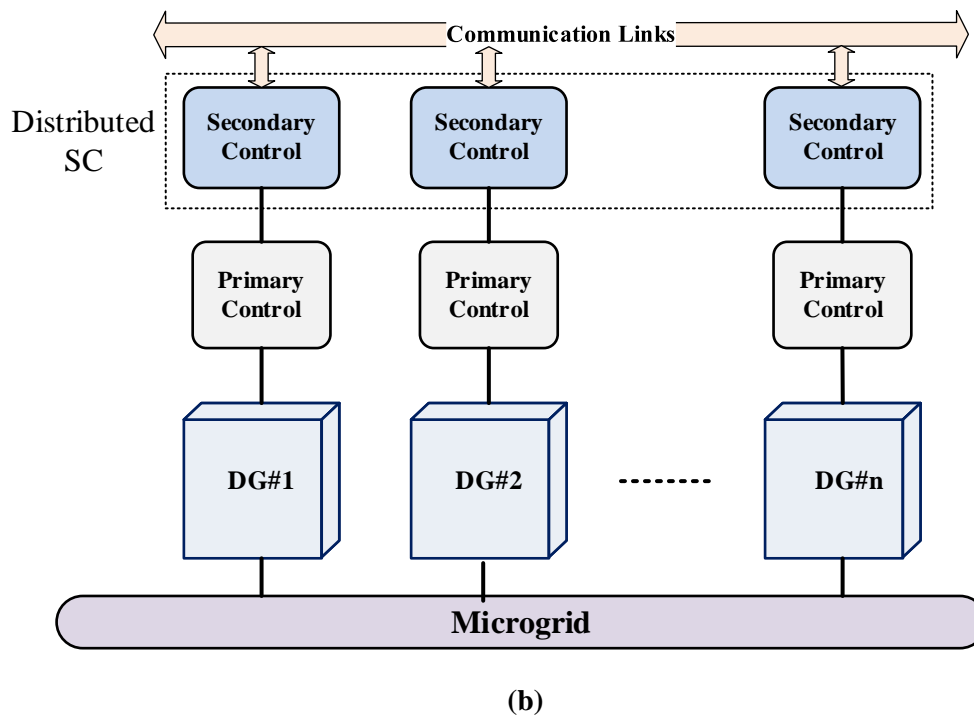 Communication Links
Distributed
SC
Secondary
Control
Secondary
Control
Secondary
Control
Primary
Control
Primary
Control
Primary
Control
DG#1
DG#2
DG#n
Microgrid
(b)